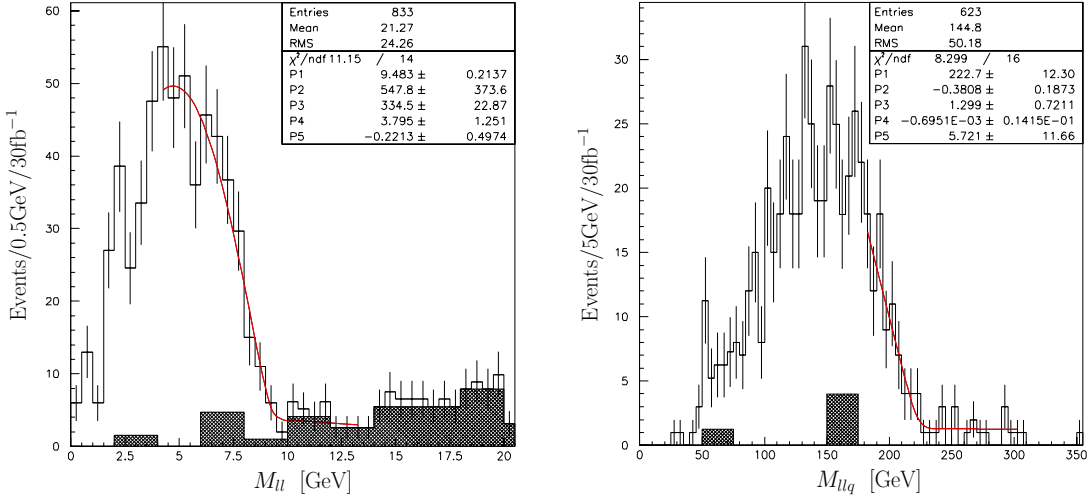 Entries 833
Mean 21.27
RMS 24.26
χ²/ndf 11.15 / 14
P1 9.483 ± 0.2137
P2 547.8 ± 373.6
P3 334.5 ± 22.87
P4 3.795 ± 1.251
P5 −0.2213 ± 0.4974
Events/0.5GeV/30fb⁻¹
60
50
40
30
20
10
0
0 2.5 5 7.5 10 12.5 15 17.5 20
M_ll [GeV]
Entries 623
Mean 144.8
RMS 50.18
χ²/ndf 8.299 / 16
P1 222.7 ± 12.30
P2 −0.3808 ± 0.1873
P3 1.299 ± 0.7211
P4 −0.6951E−03 ± 0.1415E−01
P5 5.721 ± 11.66
Events/5GeV/30fb⁻¹
30
25
20
15
10
5
0
0 50 100 150 200 250 300 350
M_llq [GeV]